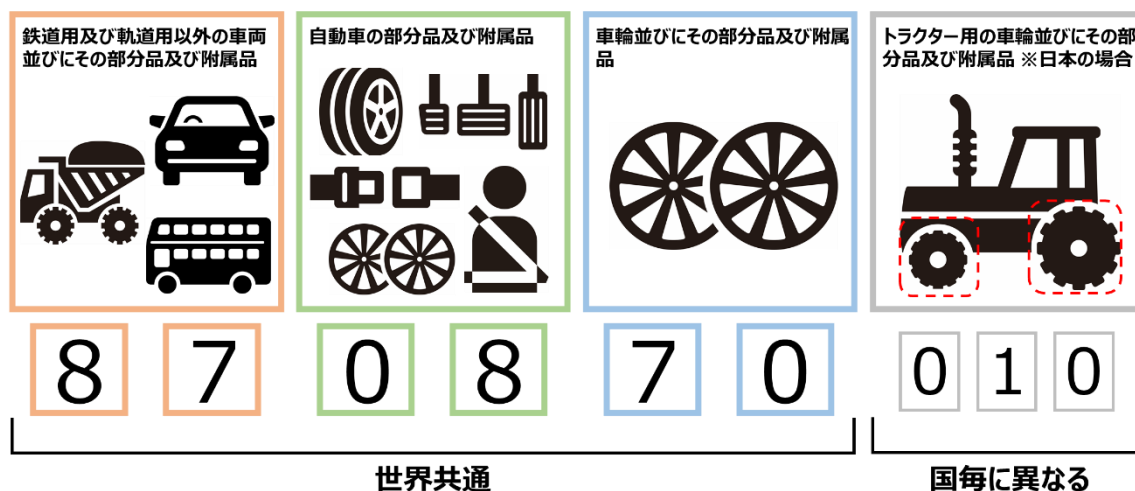 鉄道用及び軌道用以外の車両
並びにその部分品及び附属品
自動車の部分品及び附属品
車輪並びにその部分品及び附属
品
トラクター用の車輪並びにその部
分品及び附属品 ※日本の場合
8 7 0 8 7 0 0 1 0
世界共通
国毎に異なる